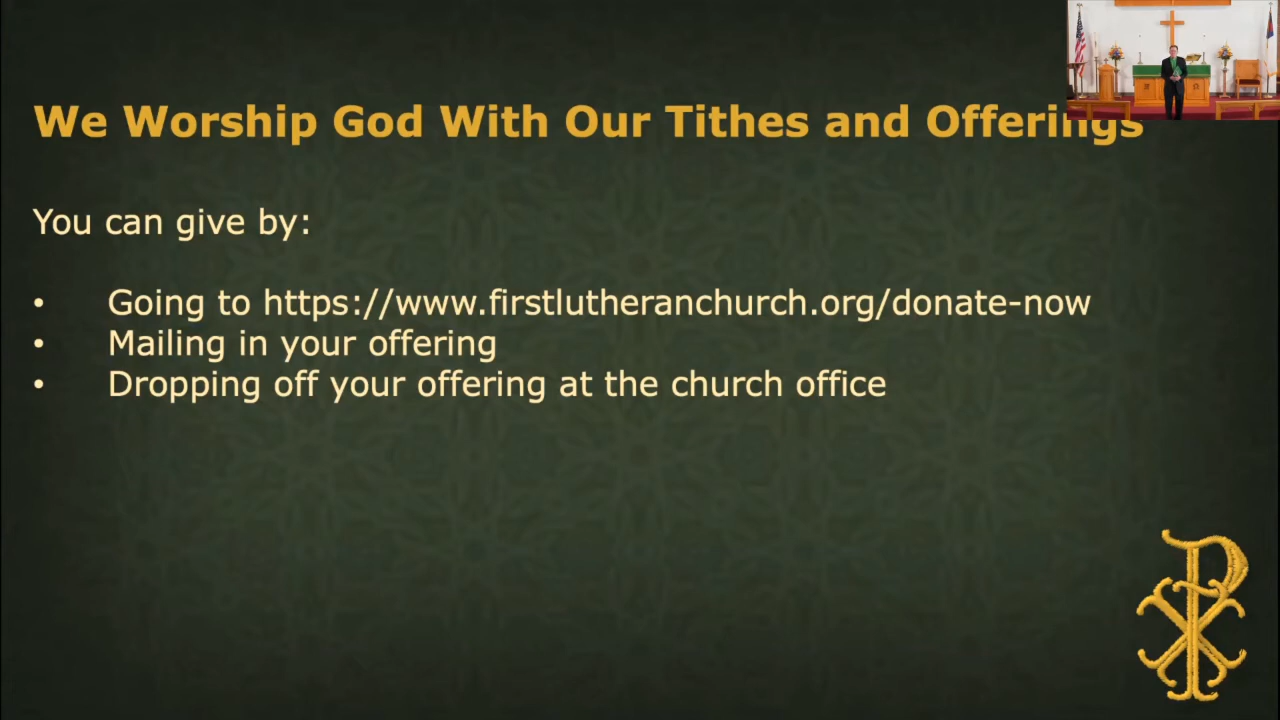 We Worship God With Our Tithes and Offerings
You can give by:
• Going to https://www.firstlutheranchurch.org/donate-now
• Mailing in your offering
• Dropping off your offering at the church office